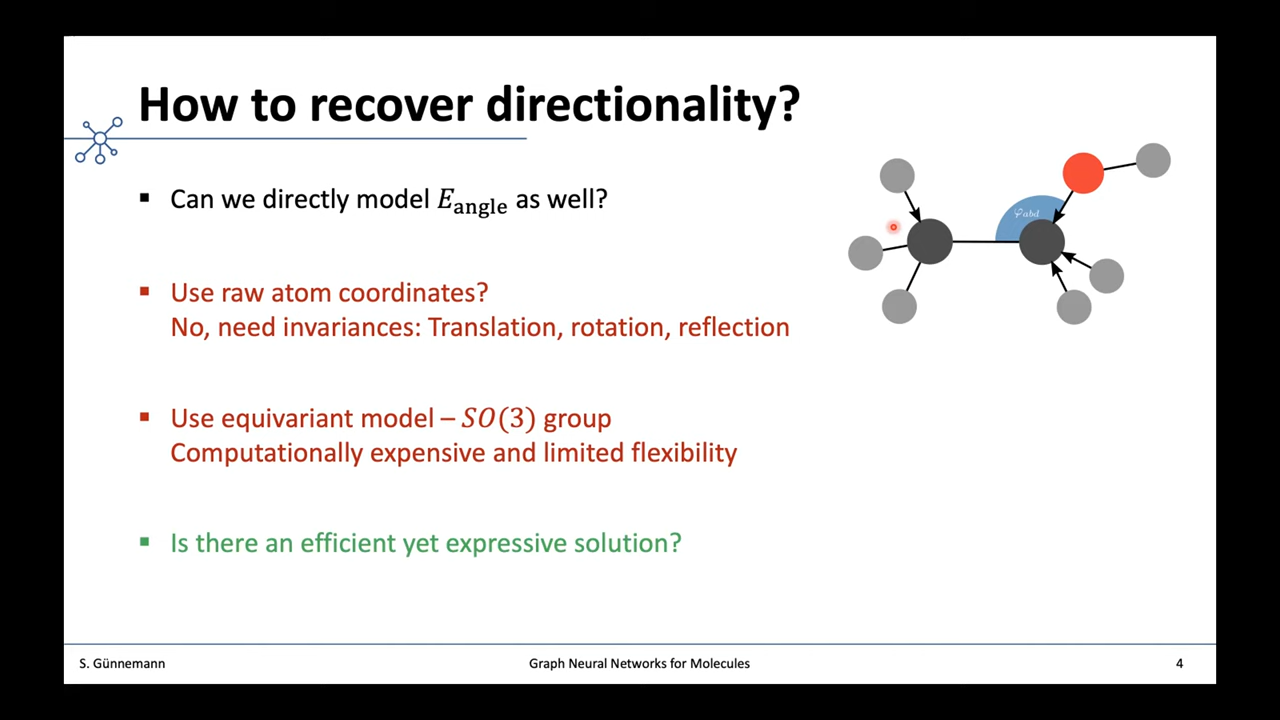 How to recover directionality?
▪ Can we directly model E_angle as well?
▪ Use raw atom coordinates?
No, need invariances: Translation, rotation, reflection
▪ Use equivariant model – SO(3) group
Computationally expensive and limited flexibility
▪ Is there an efficient yet expressive solution?
φabd
S. Günnemann
Graph Neural Networks for Molecules
4